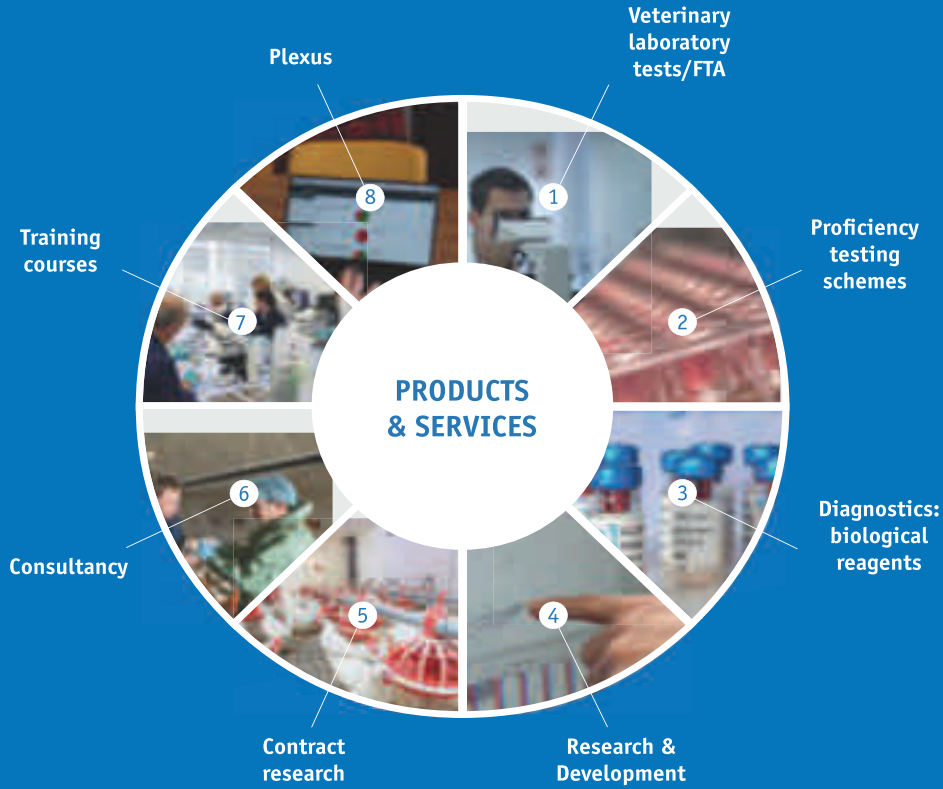 Veterinary
laboratory
tests/FTA
Plexus
8
1
Training
courses
Proficiency
testing
schemes
7
2
PRODUCTS
& SERVICES
6
3
Diagnostics:
biological
reagents
Consultancy
5
4
Contract
research
Research &
Development